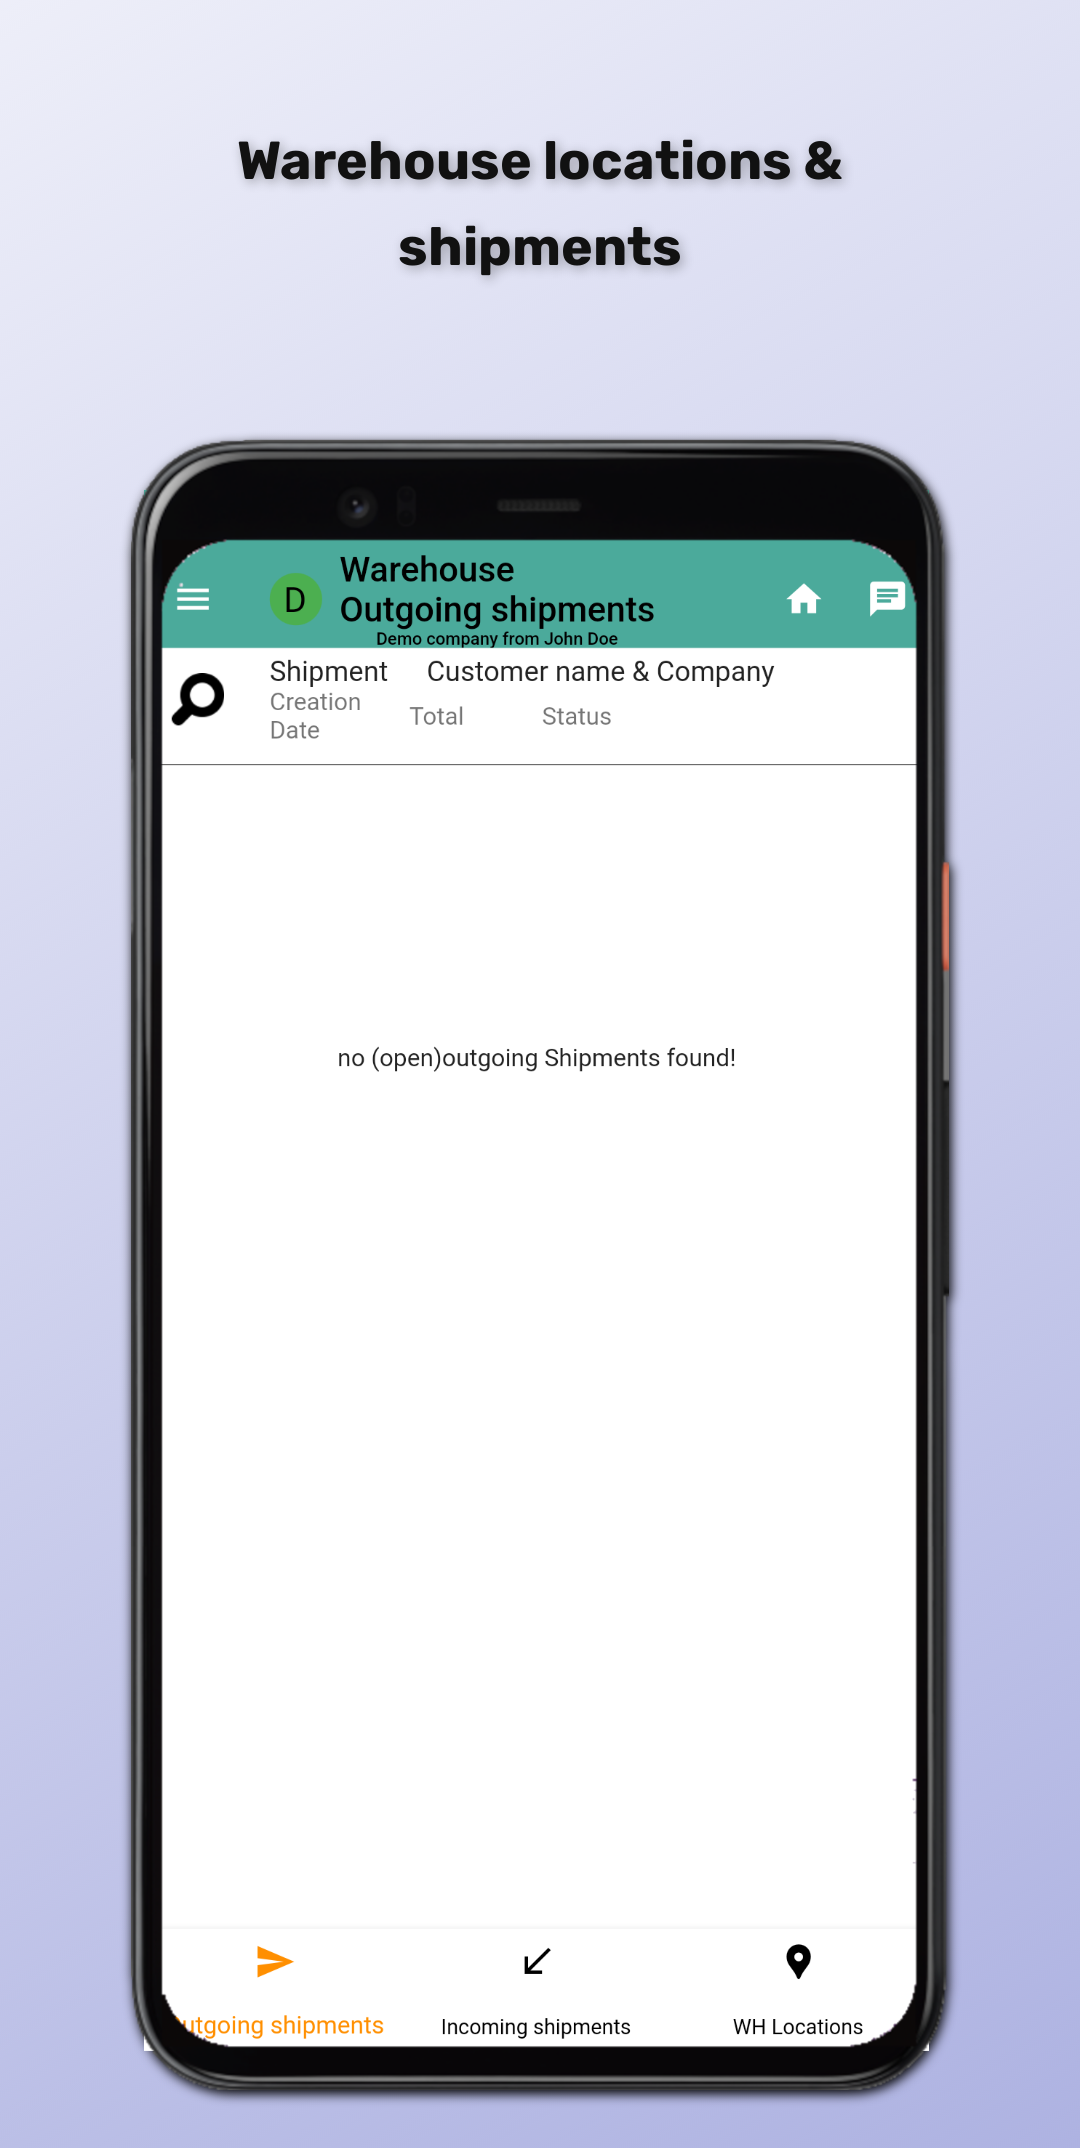 Warehouse locations &
shipments
D
Warehouse
Outgoing shipments
Demo company from John Doe
Shipment Customer name & Company
Creation
Date
Total Status
no (open)outgoing Shipments found!
utgoing shipments Incoming shipments WH Locations